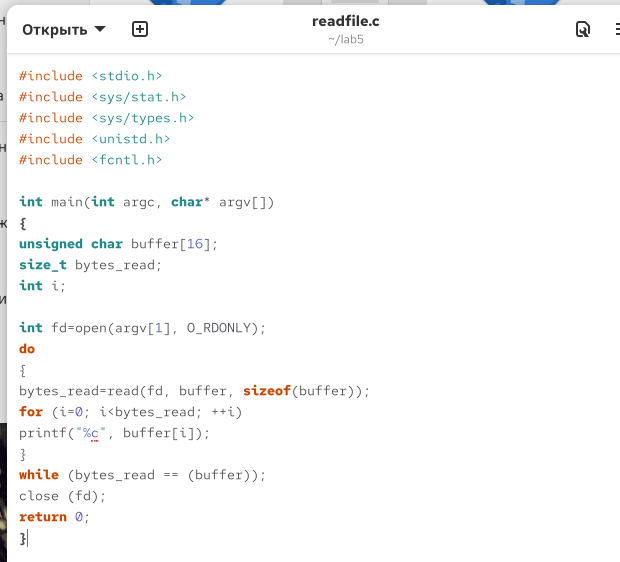 Открыть
readfile.c
~/lab5
#include <stdio.h>
#include <sys/stat.h>
#include <sys/types.h>
#include <unistd.h>
#include <fcntl.h>
int main(int argc, char* argv[])
{
unsigned char buffer[16];
size_t bytes_read;
int i;
int fd=open(argv[1], O_RDONLY);
do
{
bytes_read=read(fd, buffer, sizeof(buffer));
for (i=0; i<bytes_read; ++i)
printf("%c", buffer[i]);
}
while (bytes_read == (buffer));
close (fd);
return 0;
}